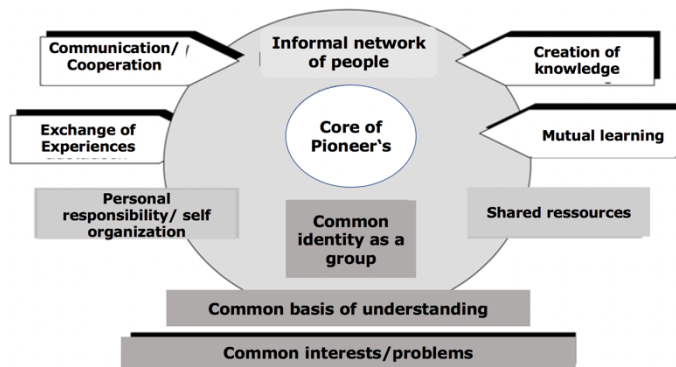 Communication/
Cooperation
Informal network
of people
Creation of
knowledge
Core of
Pioneer's
Exchange of
Experiences
Mutual learning
Personal
responsibility/ self
organization
Common
identity as a
group
Shared ressources
Common basis of understanding
Common interests/problems